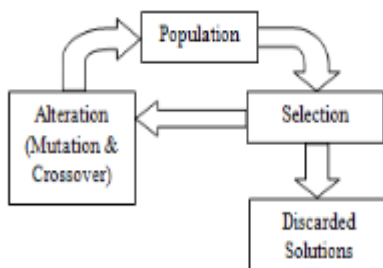 Population
Alteration
(Mutation &
Crossover)
Selection
Discarded
Solutions